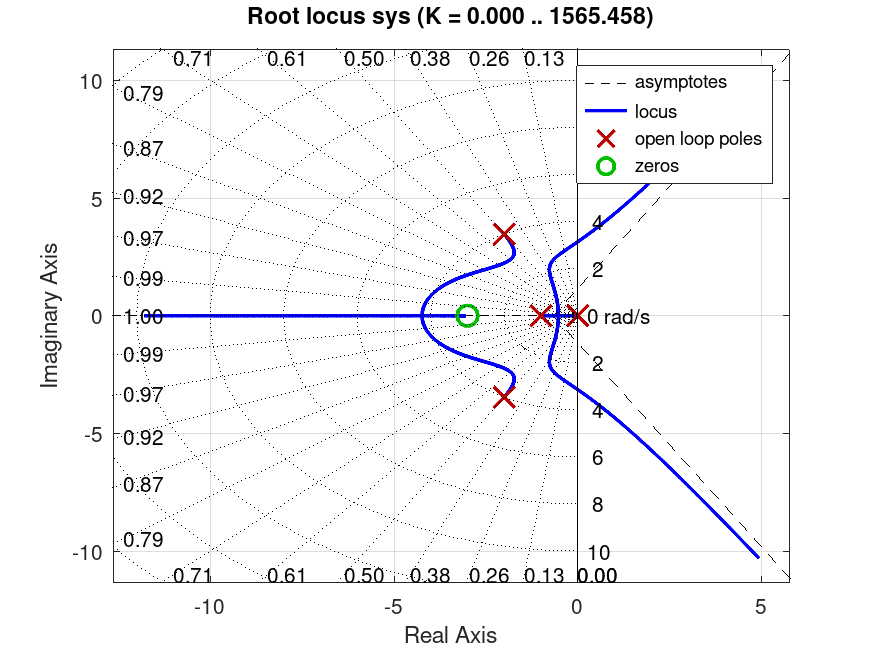 Root locus sys (K = 0.000 .. 1565.458)
0.71 0.61 0.50 0.38 0.26 0.13
asymptotes
locus
open loop poles
zeros
10
5
0
-5
-10
Imaginary Axis
0.79
0.87
0.92
0.97
0.99
1.00
0.99
0.97
0.92
0.87
0.79
4
2
0 rad/s
2
4
6
8
10
0.71 0.61 0.50 0.38 0.26 0.13 0.00
-10 -5 0 5
Real Axis